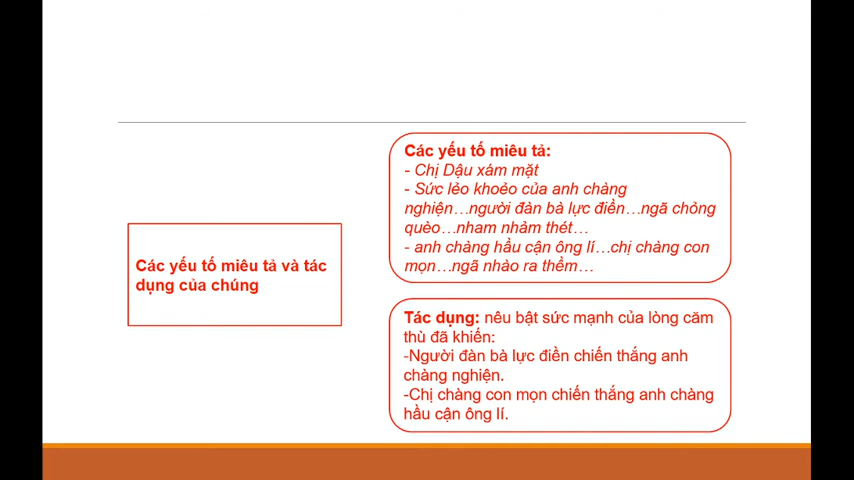 Các yếu tố miêu tả và tác
dụng của chúng
Các yếu tố miêu tả:
- Chị Dậu xám mặt
- Sức lẻo khoẻo của anh chàng
nghiện…người đàn bà lực điền…ngã chỏng
quèo…nham nhảm thét…
- anh chàng hầu cận ông lí…chị chàng con
mọn…ngã nhào ra thềm…
Tác dụng: nêu bật sức mạnh của lòng căm
thù đã khiến:
-Người đàn bà lực điền chiến thắng anh
chàng nghiện.
-Chị chàng con mọn chiến thắng anh chàng
hầu cận ông lí.